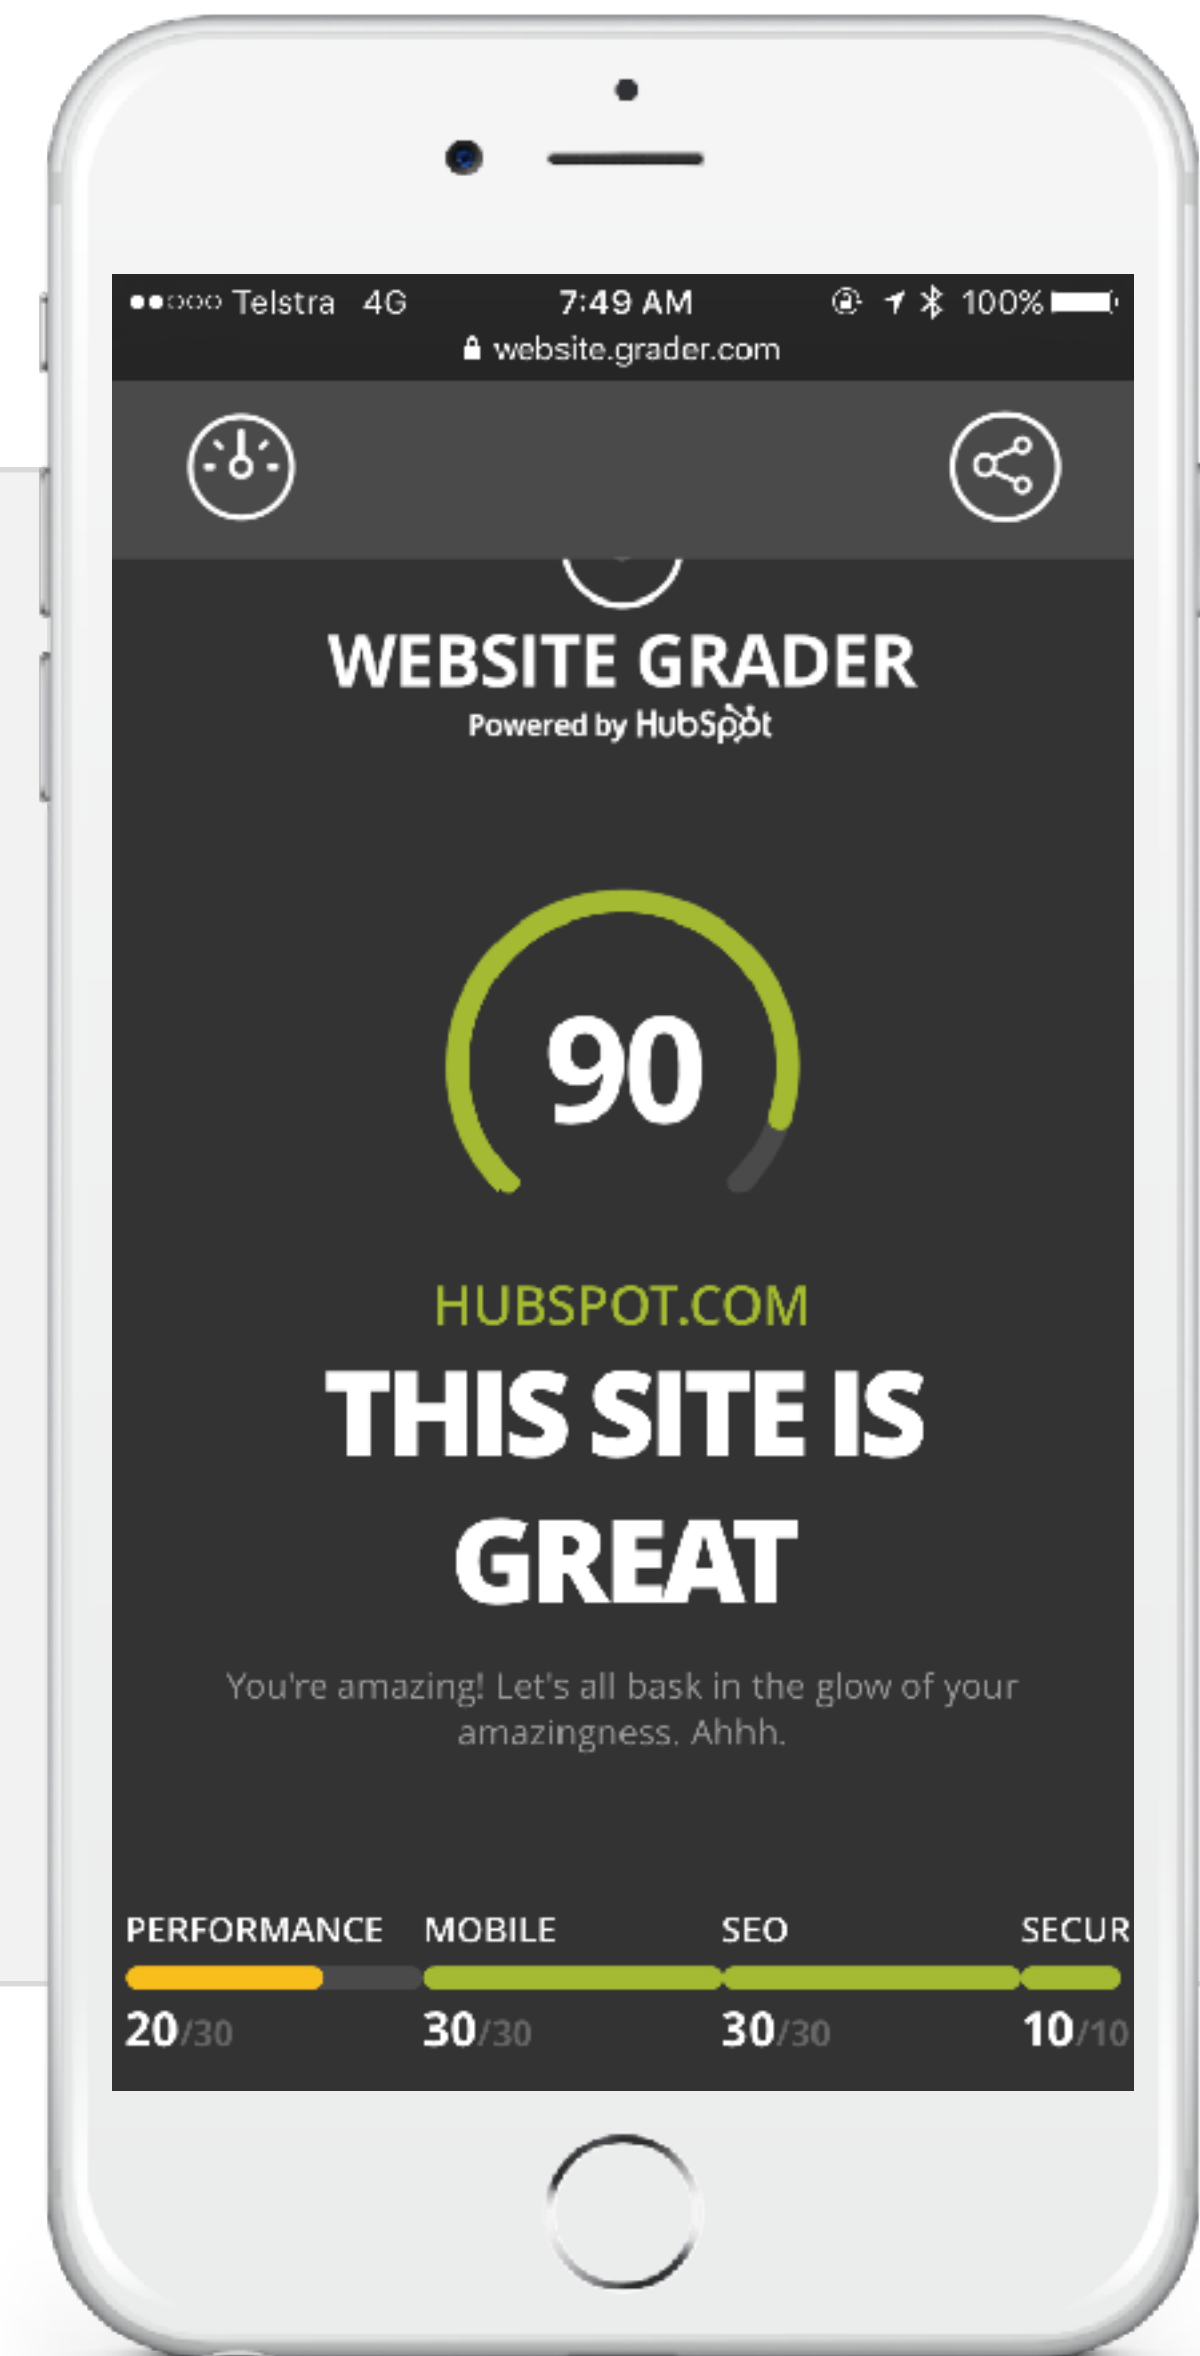 Telstra 4G 7:49 AM 100%
website.grader.com
WEBSITE GRADER
Powered by HubSpot
90
HUBSPOT.COM
THIS SITE IS
GREAT
You're amazing! Let's all bask in the glow of your
amazingness. Ahhh.
PERFORMANCE MOBILE SEO SECUR
20/30 30/30 30/30 10/10